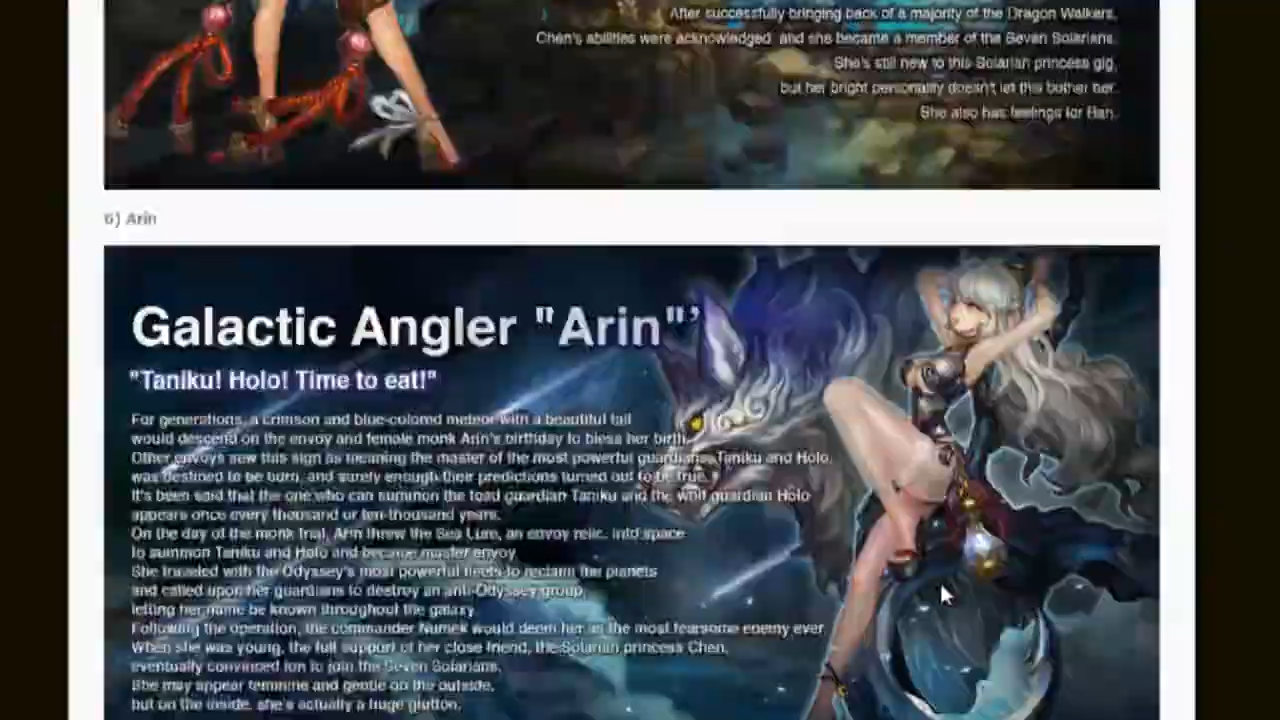 After successfully bringing back of a majority of the Dragon Walkers,
Chen's abilities were acknowledged, and she became a member of the Seven Solarians.
She's still new to this Solarian princess gig,
but her bright personality doesn't let this bother her.
She also has feelings for Han.
6) Arin
Galactic Angler "Arin"'
"Taniku! Holo! Time to eat!"
For generations, a crimson and blue-colored meteor with a beautiful tail
would descend on the envoy and female monk Arin's birthday to bless her birth.
Other envoys saw this sign as meaning the master of the most powerful guardians, Taniku and Holo,
was destined to be born, and surely enough their predictions turned out to be true.
It's been said that the one who can summon the toad guardian Taniku and the wolf guardian Holo
appears once every thousand or ten-thousand years.
On the day of the monk trial, Arin threw the Sea Lure, an envoy relic, into space
to summon Taniku and Holo and became master envoy.
She traveled with the Odyssey's most powerful fleets to reclaim the planets
and called upon her guardians to destroy an anti-Odyssey group,
letting her name be known throughout the galaxy.
Following the operation, the commander Numek would deem her as the most fearsome enemy ever.
When she was young, the full support of her close friend, the Solarian princess Chen,
eventually convinced to join the Seven Solarians.
She may appear feminine and gentle on the outside,
but on the inside, she's actually a huge glutton.